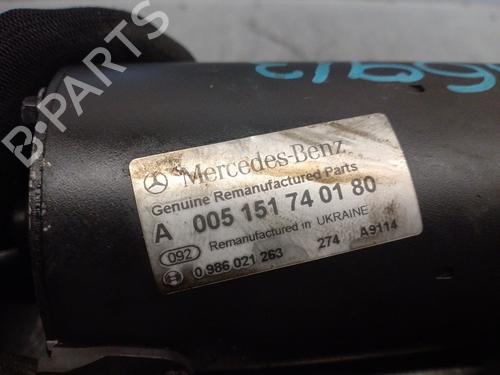 B-PARTS
Mercedes-Benz
Genuine Remanufactured Parts
A 005 151 74 01 80
Remanufactured in UKRAINE
092
0 986 021 263 274 A9114